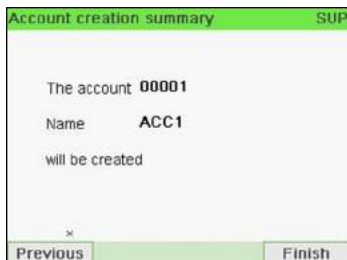 Account creation summary SUP
The account 00001
Name ACC1
will be created
×
Previous Finish